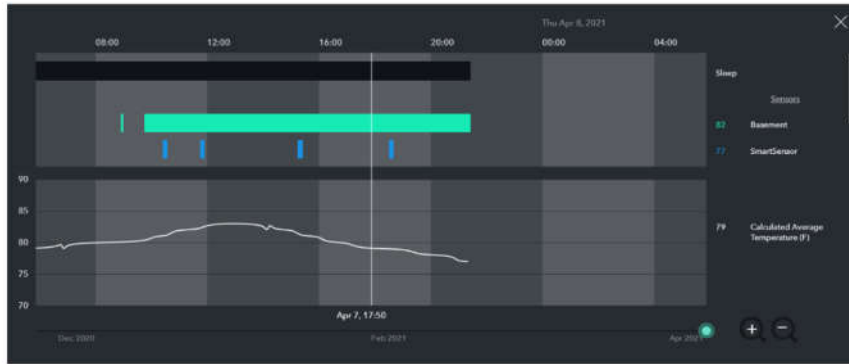 Thu Apr 8, 2021
08:00 12:00 16:00 20:00 00:00 04:00
Sleep
Sensors
82 Basement
77 SmartSensor
90
85
80
75
70
79 Calculated Average
Temperature (F)
Apr 7, 17:50
Dec 2020 Feb 2021 Apr 2021